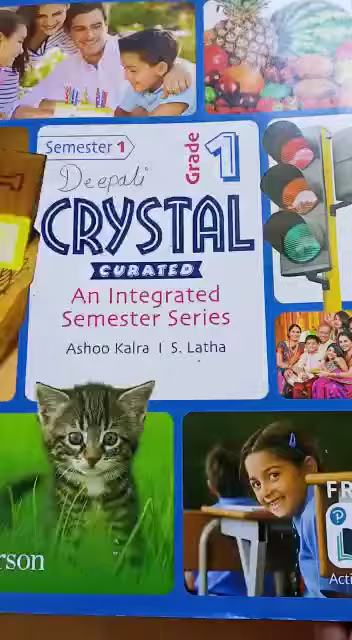 Semester 1
Grade 1
Deepali
CRYSTAL
CURATED
An Integrated
Semester Series
Ashoo Kalra I S. Latha
FR
rson
Acti